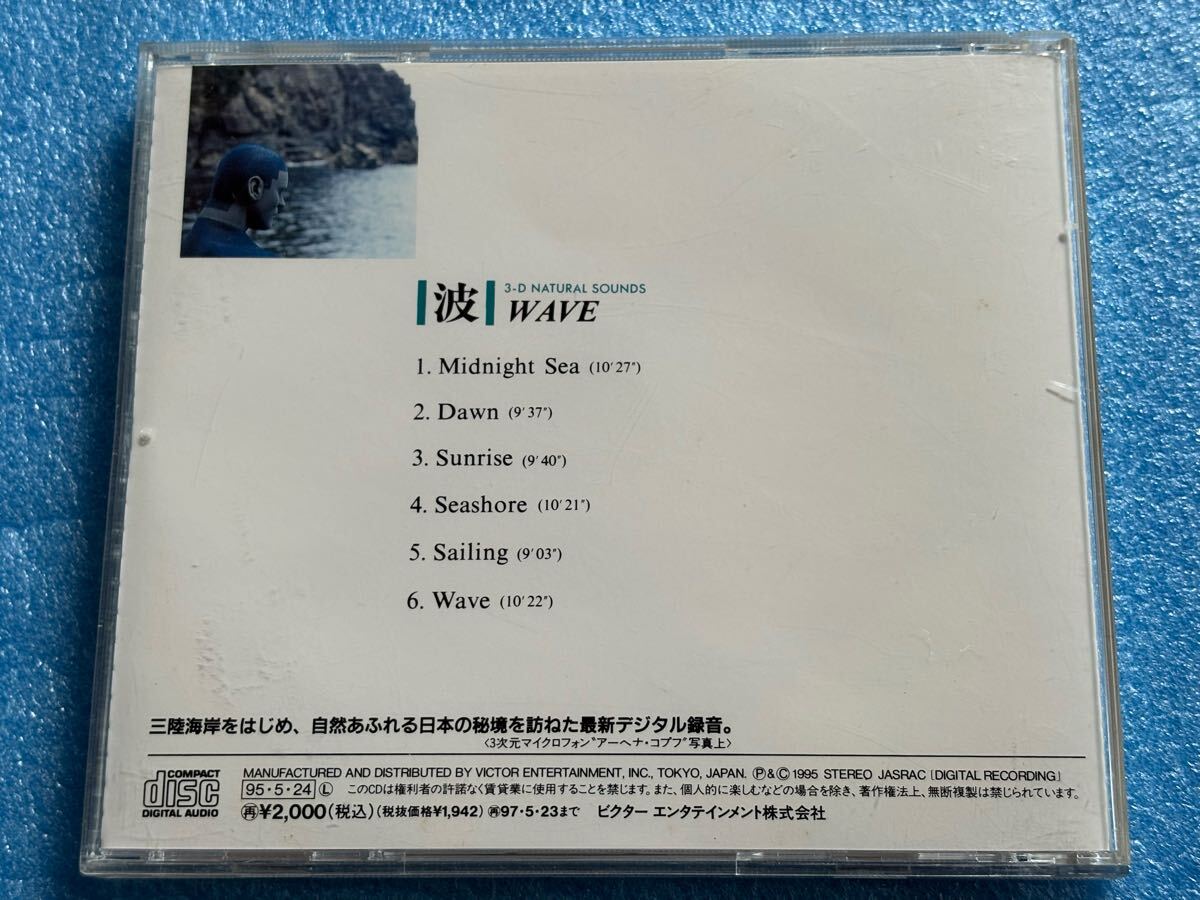 波
3-D NATURAL SOUNDS
WAVE
1. Midnight Sea (10'27")
2. Dawn (9'37")
3. Sunrise (9'40")
4. Seashore (10'21")
5. Sailing (9'03")
6. Wave (10'22")
三陸海岸をはじめ、自然あふれる日本の秘境を訪ねた最新デジタル録音。
〈3次元マイクロフォン"アーヘナ・コプフ"写真上〉
COMPACT
disc
DIGITAL AUDIO
MANUFACTURED AND DISTRIBUTED BY VICTOR ENTERTAINMENT, INC., TOKYO, JAPAN. Ⓟ&Ⓒ 1995 STEREO JASRAC [DIGITAL RECORDING]
95・5・24 Ⓛ このCDは権利者の許諾なく賃貸業に使用することを禁じます。また、個人的に楽しむなどの場合を除き、著作権法上、無断複製は禁じられています。
㊢¥2,000(税込)(税抜価格¥1,942) ㊢97・5・23まで ビクター エンタテインメント株式会社